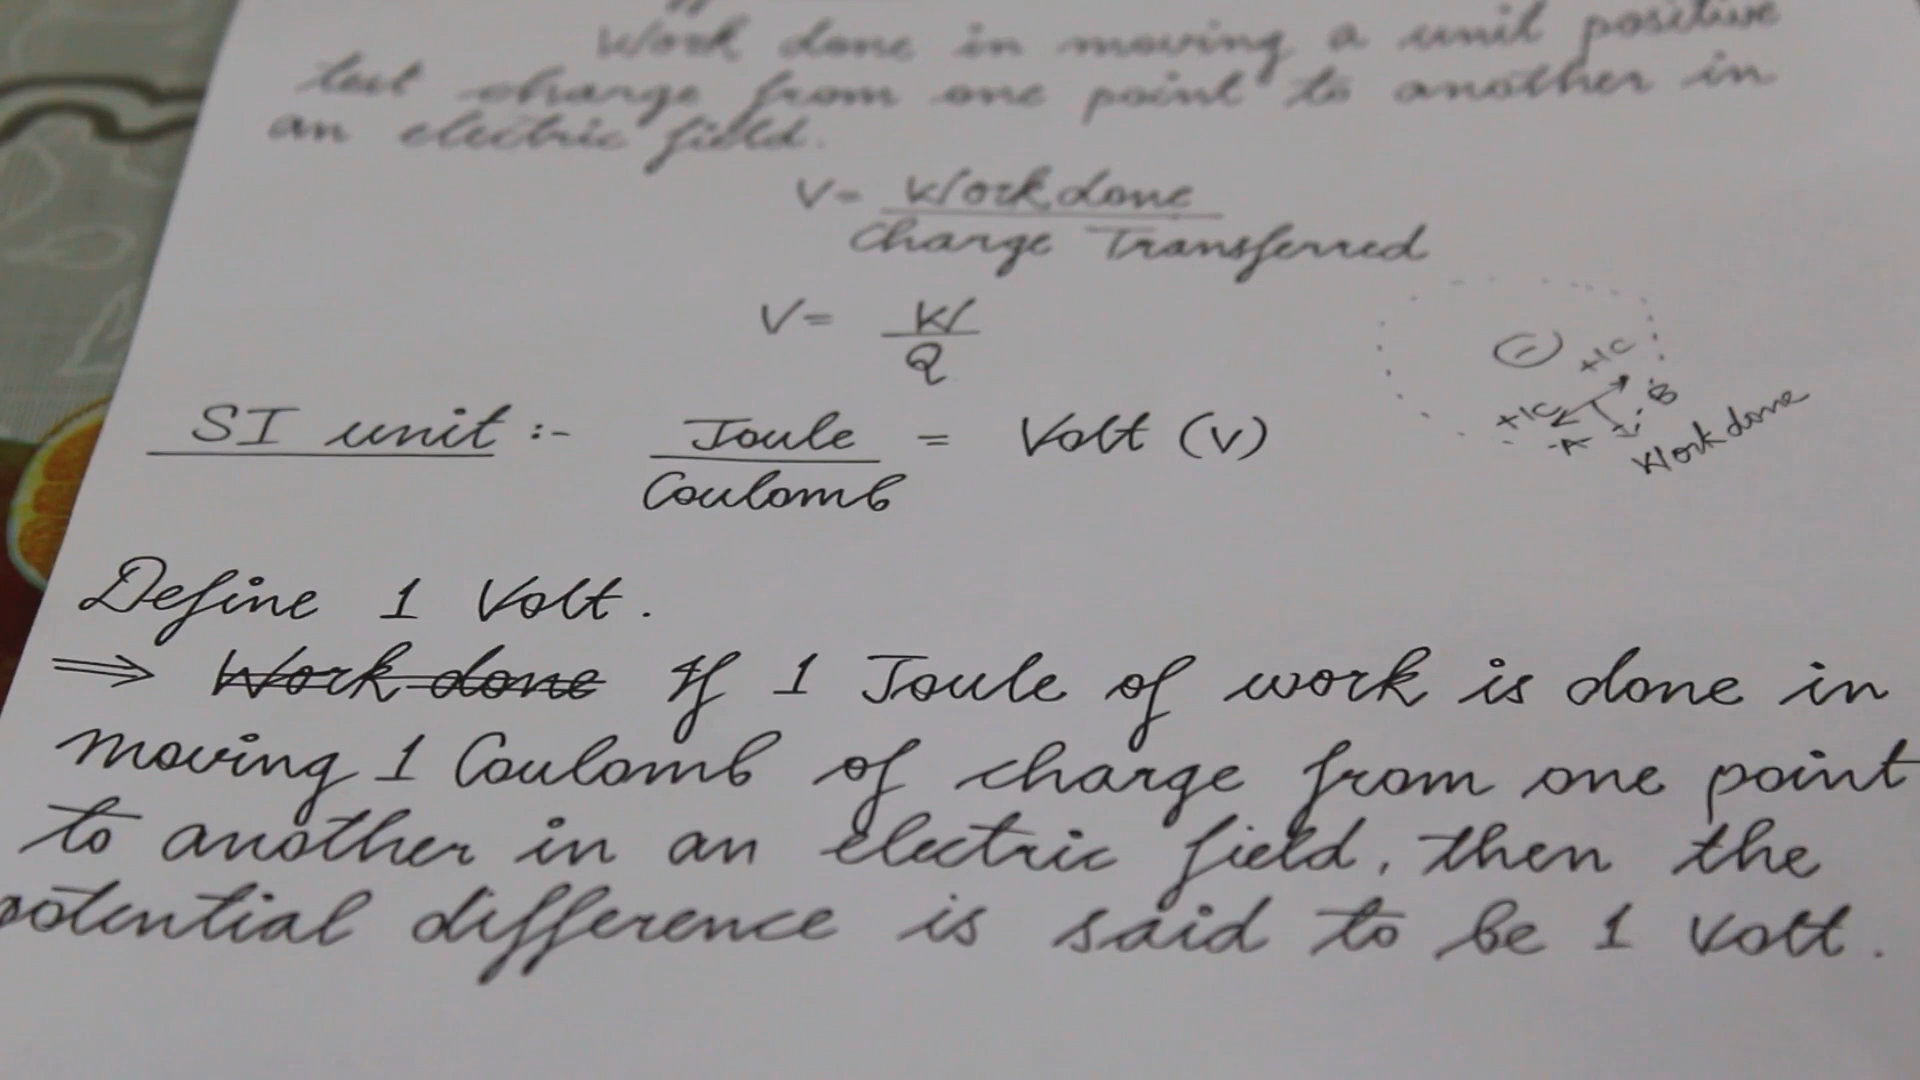 Work done in moving a unit positive
test charge from one point to another in
an electric field.
V= Work done
Charge Transferred
V= W
Q
+1C
+1C
A
B
Work done
SI unit :- Joule = Volt (V)
Coulomb
Define 1 Volt.
⇒ Work done If 1 Joule of work is done in
moving 1 Coulomb of charge from one point
to another in an electric field, then the
potential difference is said to be 1 Volt.